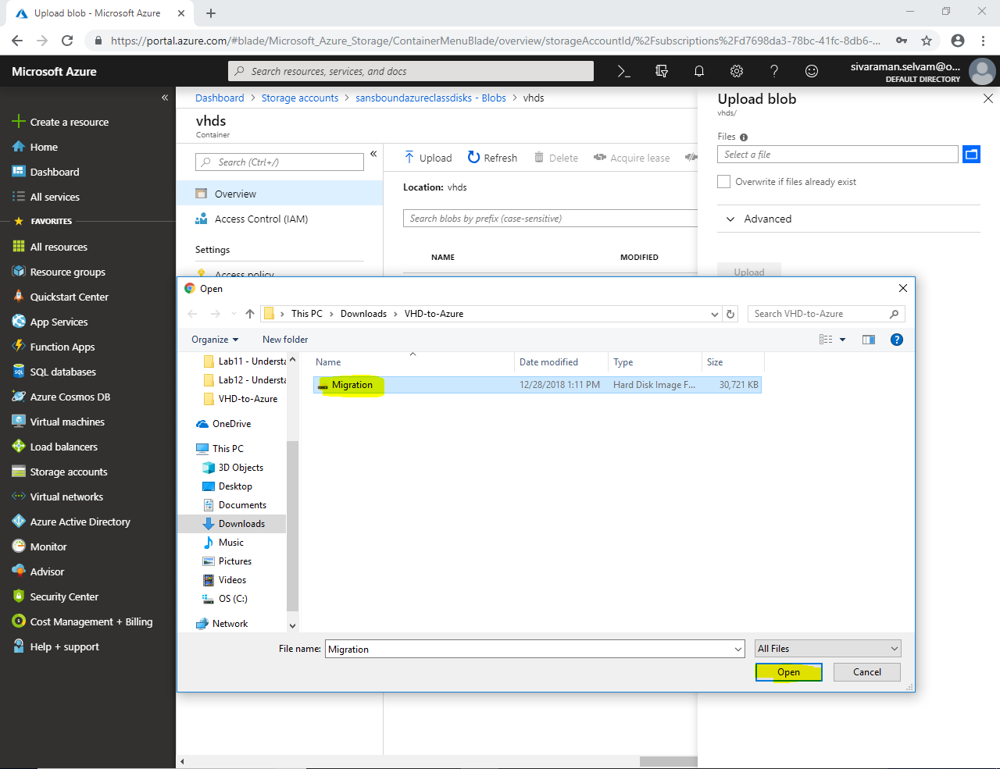 Upload blob - Microsoft Azure
https://portal.azure.com/#blade/Microsoft_Azure_Storage/ContainerMenuBlade/overview/storageAccountId/%2Fsubscriptions%2Fd7698da3-78bc-41fc-8db6-...
Microsoft Azure
Search resources, services, and docs
sivaraman.selvam@o...
DEFAULT DIRECTORY
Create a resource
Home
Dashboard
All services
FAVORITES
All resources
Resource groups
Quickstart Center
App Services
Function Apps
SQL databases
Azure Cosmos DB
Virtual machines
Load balancers
Storage accounts
Virtual networks
Azure Active Directory
Monitor
Advisor
Security Center
Cost Management + Billing
Help + support
Dashboard > Storage accounts > sansboundazureclassdisks - Blobs > vhds
vhds
Container
Search (Ctrl+/)
Overview
Access Control (IAM)
Settings
Access policy
Upload Refresh Delete Acquire lease
Location: vhds
Search blobs by prefix (case-sensitive)
NAME MODIFIED
Upload blob
vhds/
Files
Select a file
Overwrite if files already exist
Advanced
Upload
Open
This PC > Downloads > VHD-to-Azure
Search VHD-to-Azure
Organize New folder
Lab11 - Understa
Lab12 - Understa
VHD-to-Azure
OneDrive
This PC
3D Objects
Desktop
Documents
Downloads
Music
Pictures
Videos
OS (C:)
Network
Name Date modified Type Size
Migration 12/28/2018 1:11 PM Hard Disk Image F... 30,721 KB
File name: Migration
All Files
Open Cancel